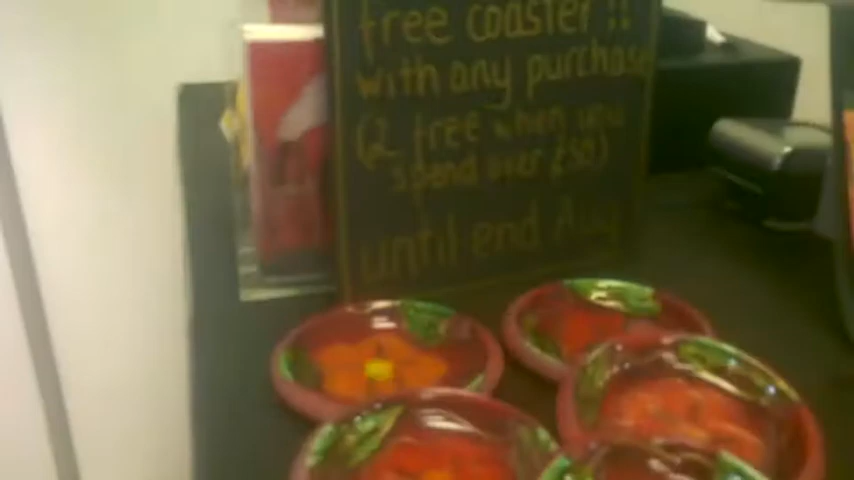 free coaster !!
with any purchase
(2 free when you
spend over £50)
until end Aug